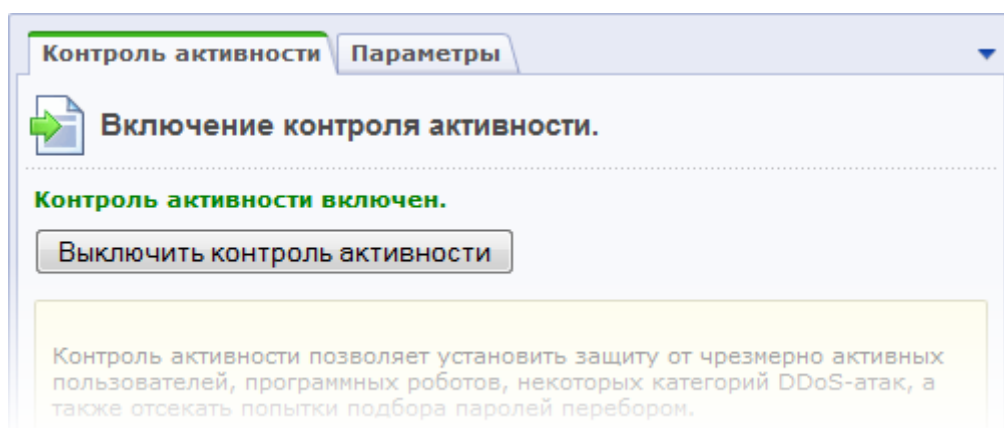 Контроль активности Параметры
Включение контроля активности.
Контроль активности включен.
Выключить контроль активности
Контроль активности позволяет установить защиту от чрезмерно активных
пользователей, программных роботов, некоторых категорий DDoS-атак, а
также отсекать попытки подбора паролей перебором.